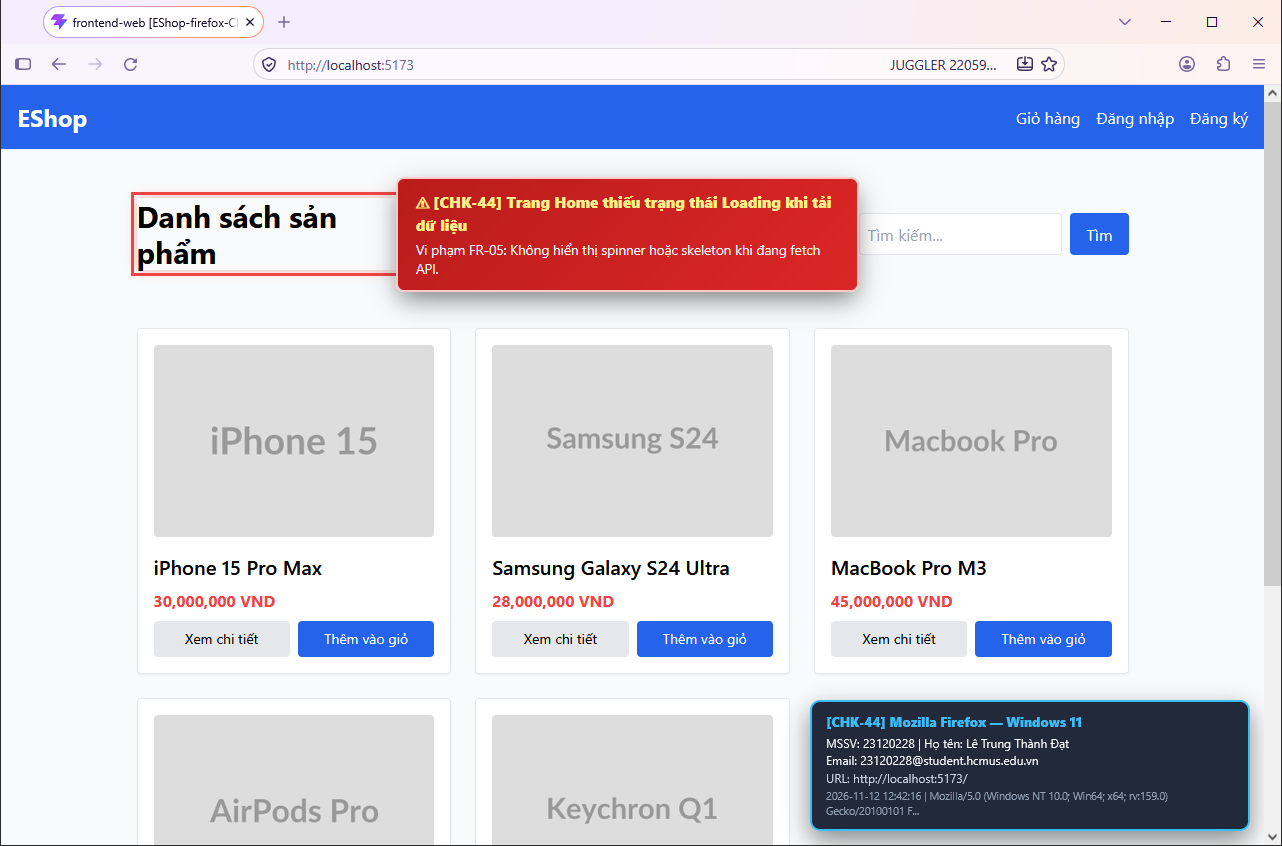 frontend-web [EShop-firefox-Cl
http://localhost:5173
JUGGLER 22059...
EShop
Giỏ hàng
Đăng nhập
Đăng ký
Danh sách sản
phẩm
⚠ [CHK-44] Trang Home thiếu trạng thái Loading khi tải
dữ liệu
Vi phạm FR-05: Không hiển thị spinner hoặc skeleton khi đang fetch
API.
Tìm kiếm...
Tìm
iPhone 15
Samsung S24
Macbook Pro
iPhone 15 Pro Max
30,000,000 VND
Xem chi tiết
Thêm vào giỏ
Samsung Galaxy S24 Ultra
28,000,000 VND
Xem chi tiết
Thêm vào giỏ
MacBook Pro M3
45,000,000 VND
Xem chi tiết
Thêm vào giỏ
AirPods Pro
Keychron Q1
[CHK-44] Mozilla Firefox — Windows 11
MSSV: 23120228 | Họ tên: Lê Trung Thành Đạt
Email: 23120228@student.hcmus.edu.vn
URL: http://localhost:5173/
2026-11-12 12:42:16 | Mozilla/5.0 (Windows NT 10.0; Win64; x64; rv:159.0)
Gecko/20100101 F...